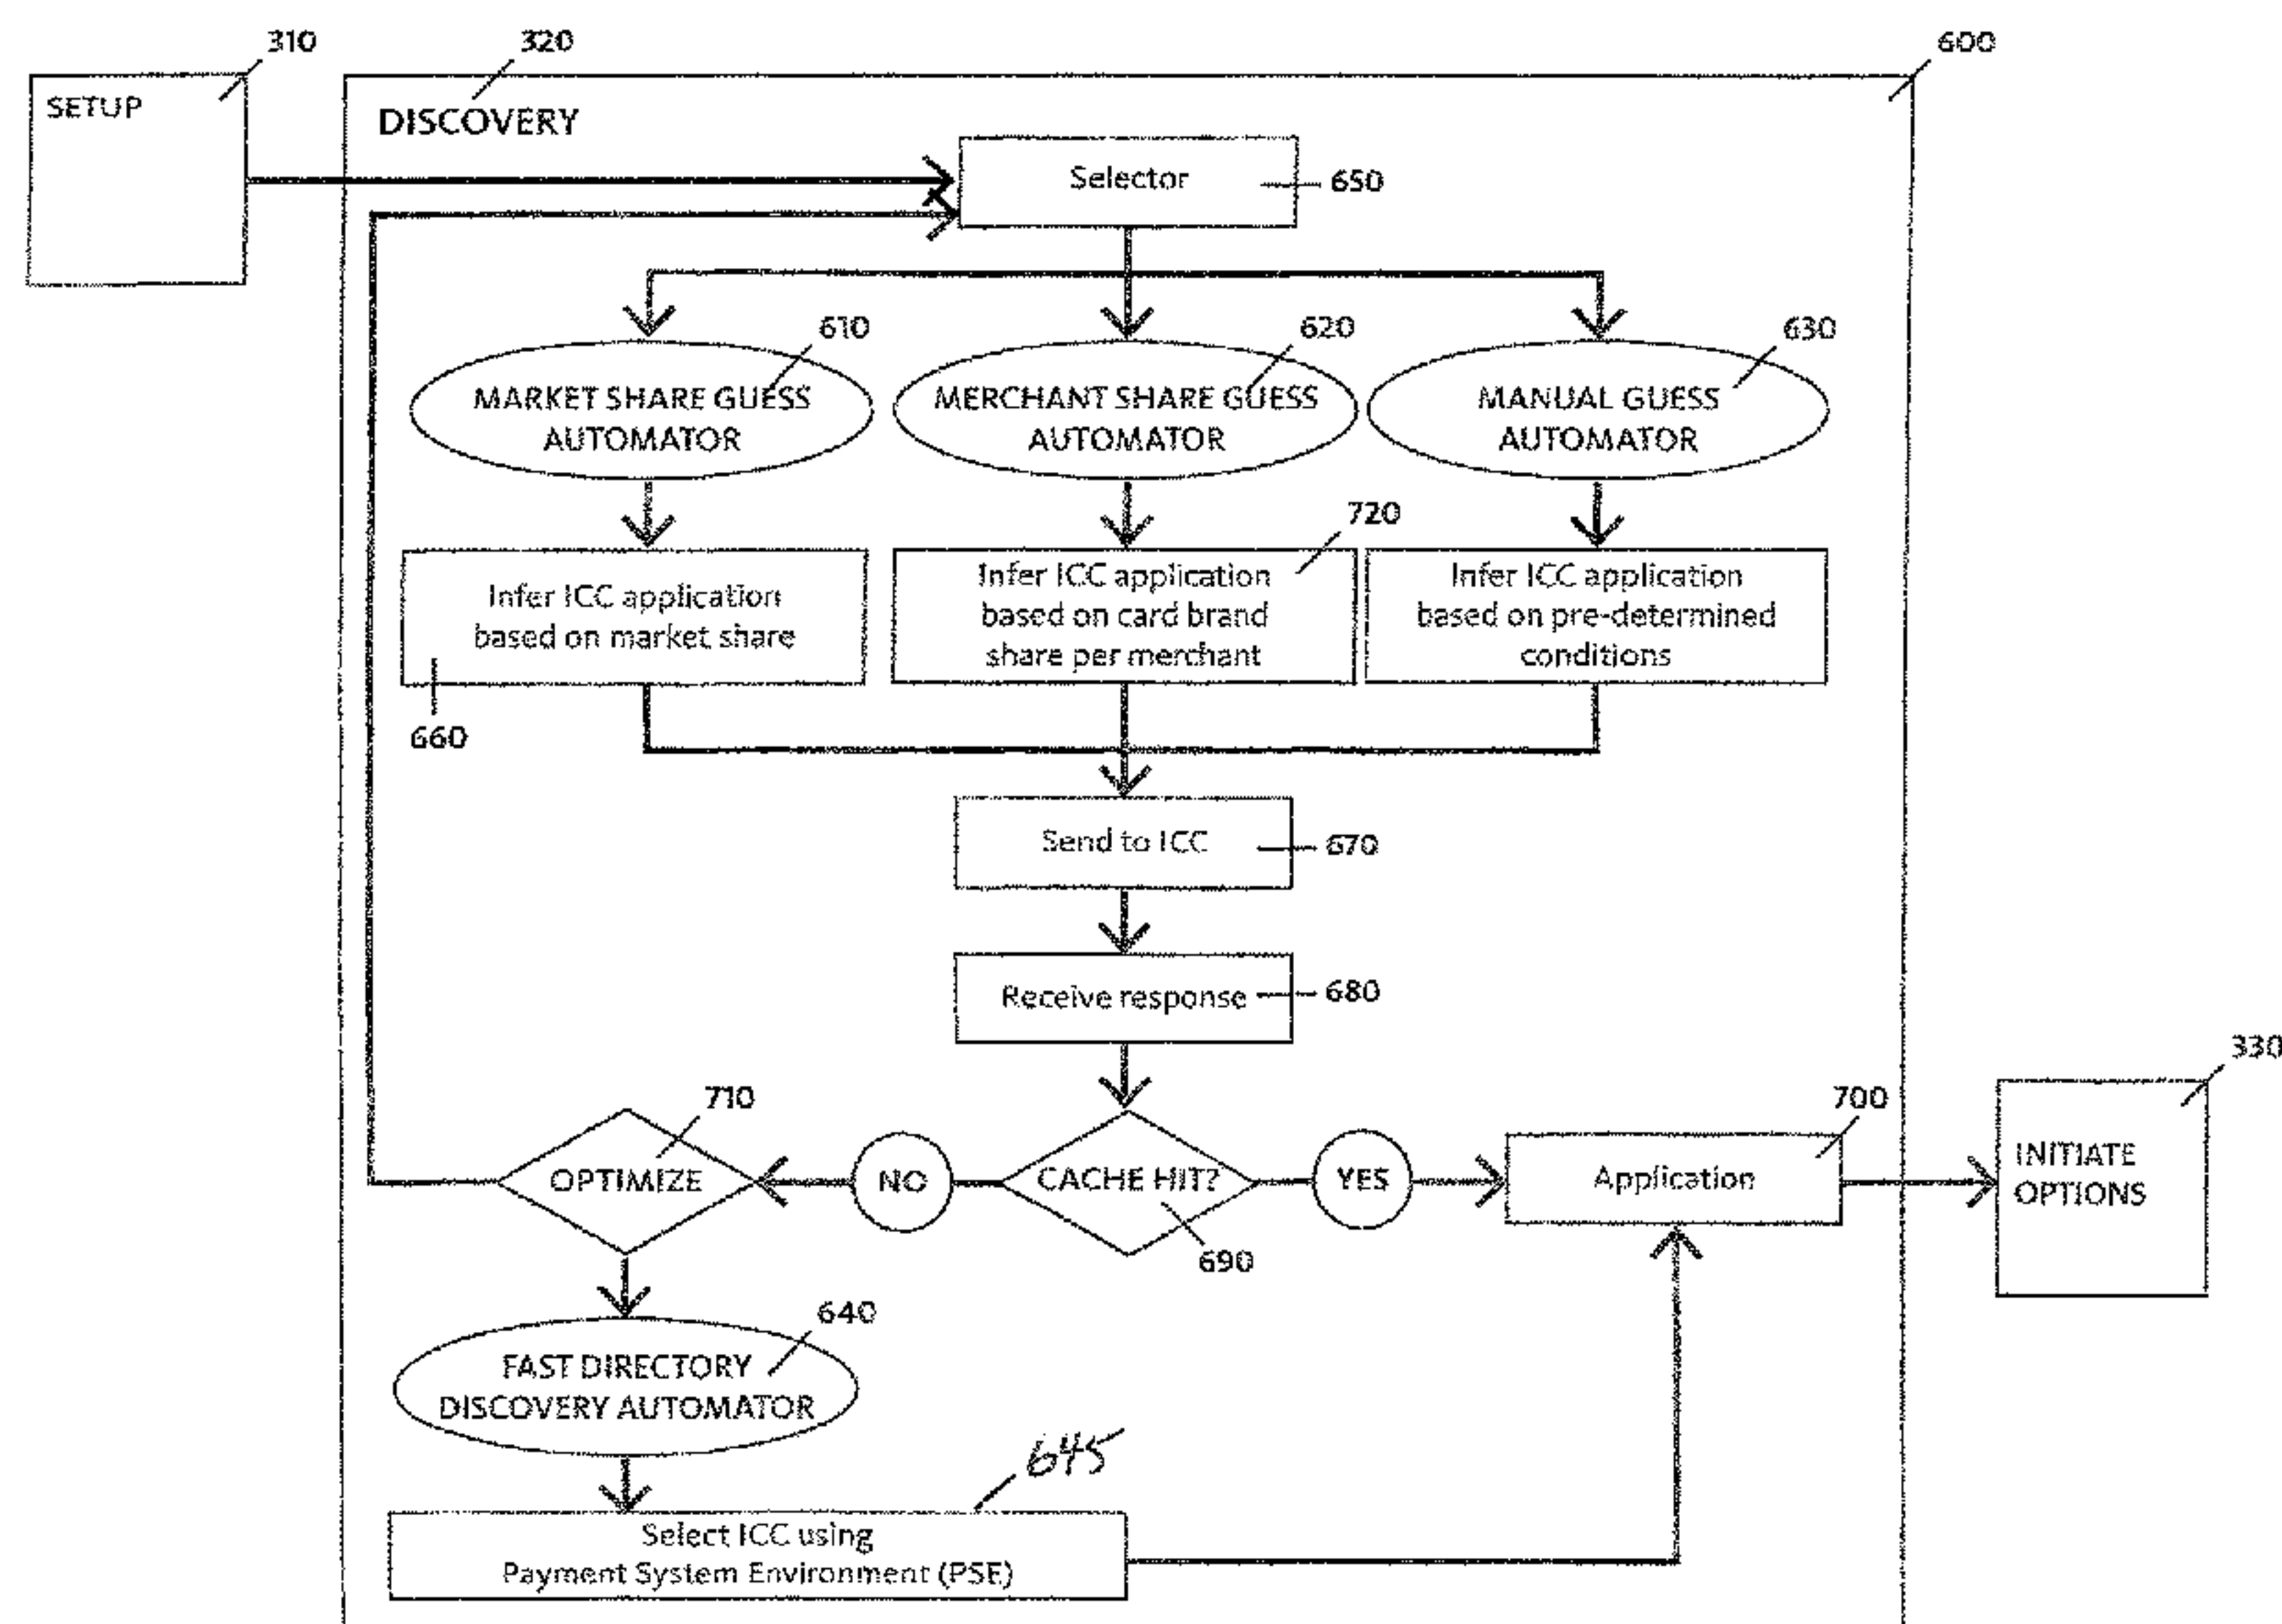 310
320
600
SETUP
DISCOVERY
Selector
650
610
620
630
MARKET SHARE GUESS
AUTOMATOR
MERCHANT SHARE GUESS
AUTOMATOR
MANUAL GUESS
AUTOMATOR
720
Infer ICC application
based on market share
Infer ICC application
based on card brand
share per merchant
Infer ICC application
based on pre-determined
conditions
660
Send to ICC
670
Receive response
680
330
710
700
OPTIMIZE
NO
CACHE HIT?
YES
Application
INITIATE
OPTIONS
690
640
FAST DIRECTORY
DISCOVERY AUTOMATOR
645
Select ICC using
Payment System Environment (PSE)